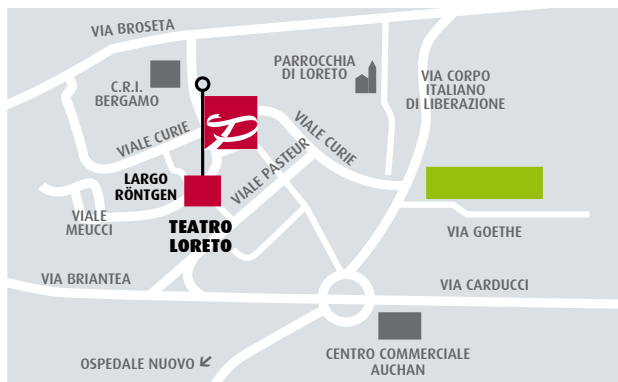 VIA BROSETA
C.R.I.
BERGAMO
PARROCCHIA
DI LORETO
VIA CORPO
ITALIANO
DI LIBERAZIONE
VIALE CURIE
VIALE CURIE
VIALE PASTEUR
LARGO
RÖNTGEN
VIALE
MEUCCI
TEATRO
LORETO
VIA GOETHE
VIA BRIANTEA
VIA CARDUCCI
OSPEDALE NUOVO
CENTRO COMMERCIALE
AUCHAN